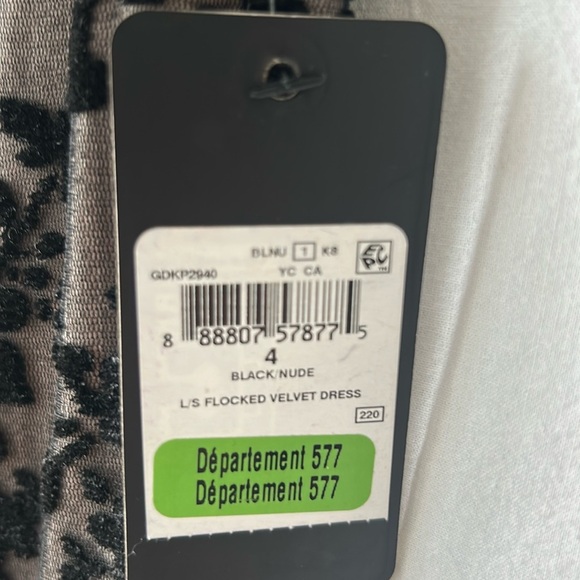 BLNU 1 K8
EPC™
GDKP2940 YC CA
8 88807 57877 5
4
BLACK/NUDE
L/S FLOCKED VELVET DRESS
220
Département 577
Département 577